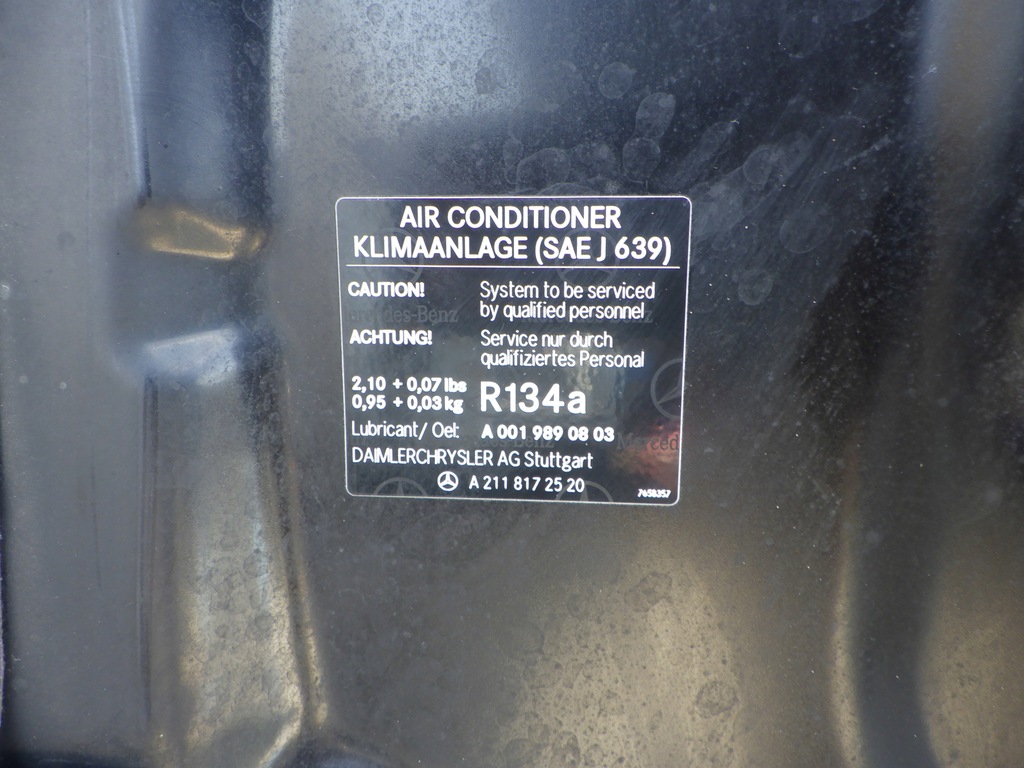 AIR CONDITIONER
KLIMAANLAGE (SAE J 639)
CAUTION! System to be serviced
by qualified personnel
ACHTUNG! Service nur durch
qualifiziertes Personal
2,10 + 0,07 lbs
0,95 + 0,03 kg R134a
Lubricant/ Oel: A 001 989 08 03
DAIMLERCHRYSLER AG Stuttgart
A 211 817 25 20
7658357